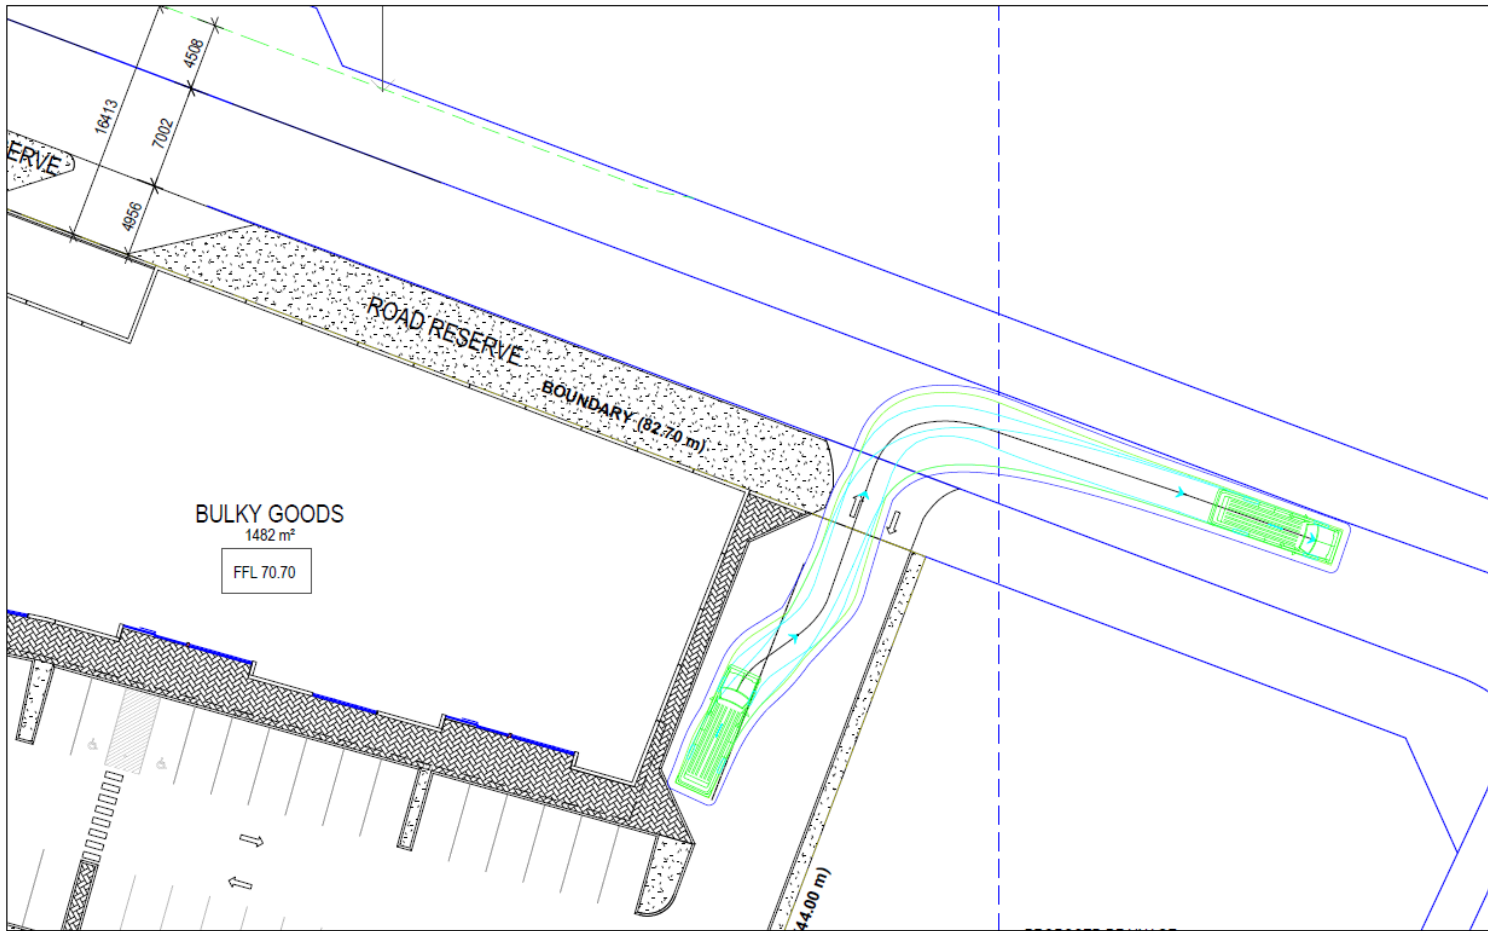 4508
16413
7002
ERVE
4956
ROAD RESERVE
BOUNDARY (82.70 m)
BULKY GOODS
1482 m²
FFL 70.70
44.00 m)